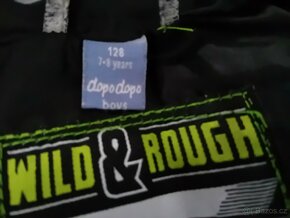 128
7-8 years
dopodopo
boys
WILD & ROUGH